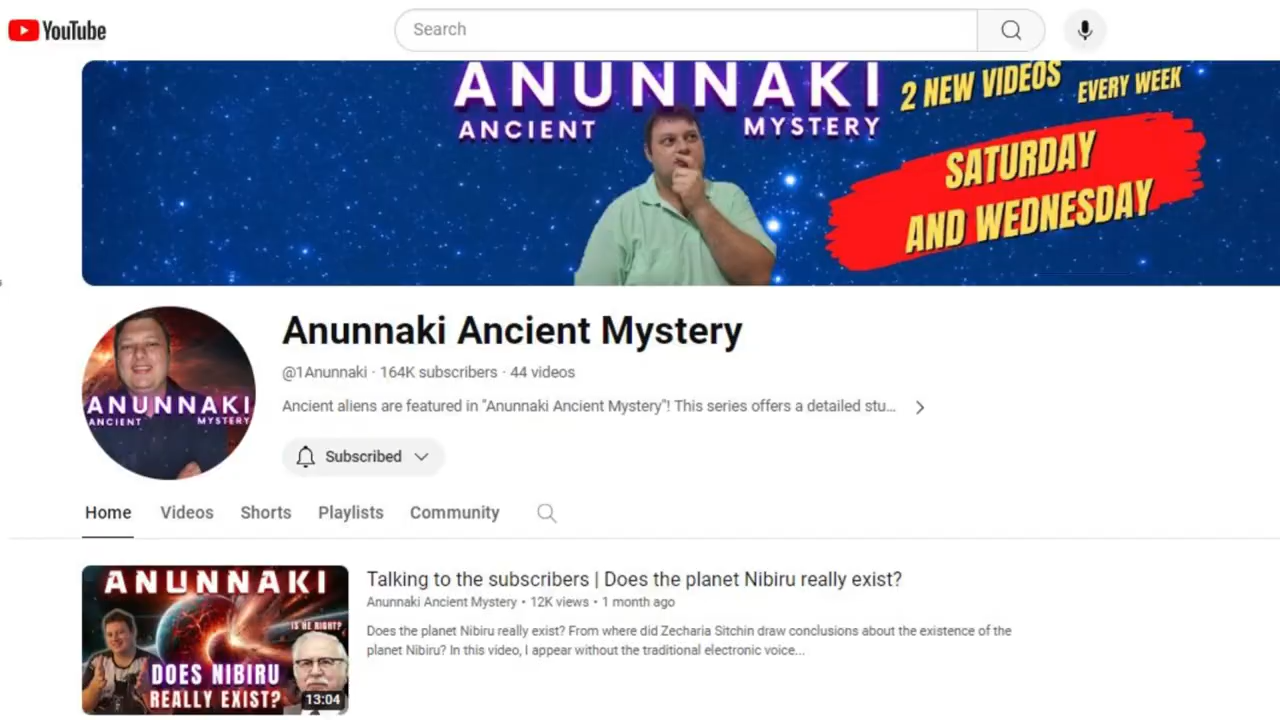 YouTube
Search
ANUNNAKI
ANCIENT MYSTERY
2 NEW VIDEOS EVERY WEEK
SATURDAY
AND WEDNESDAY
ANUNNAKI
ANCIENT MYSTERY
Anunnaki Ancient Mystery
@1Anunnaki · 164K subscribers · 44 videos
Ancient aliens are featured in "Anunnaki Ancient Mystery"! This series offers a detailed stu...
Subscribed
Home Videos Shorts Playlists Community
ANUNNAKI
IS HE RIGHT?
DOES NIBIRU
REALLY EXIST?
13:04
Talking to the subscribers | Does the planet Nibiru really exist?
Anunnaki Ancient Mystery • 12K views • 1 month ago
Does the planet Nibiru really exist? From where did Zecharia Sitchin draw conclusions about the existence of the
planet Nibiru? In this video, I appear without the traditional electronic voice...